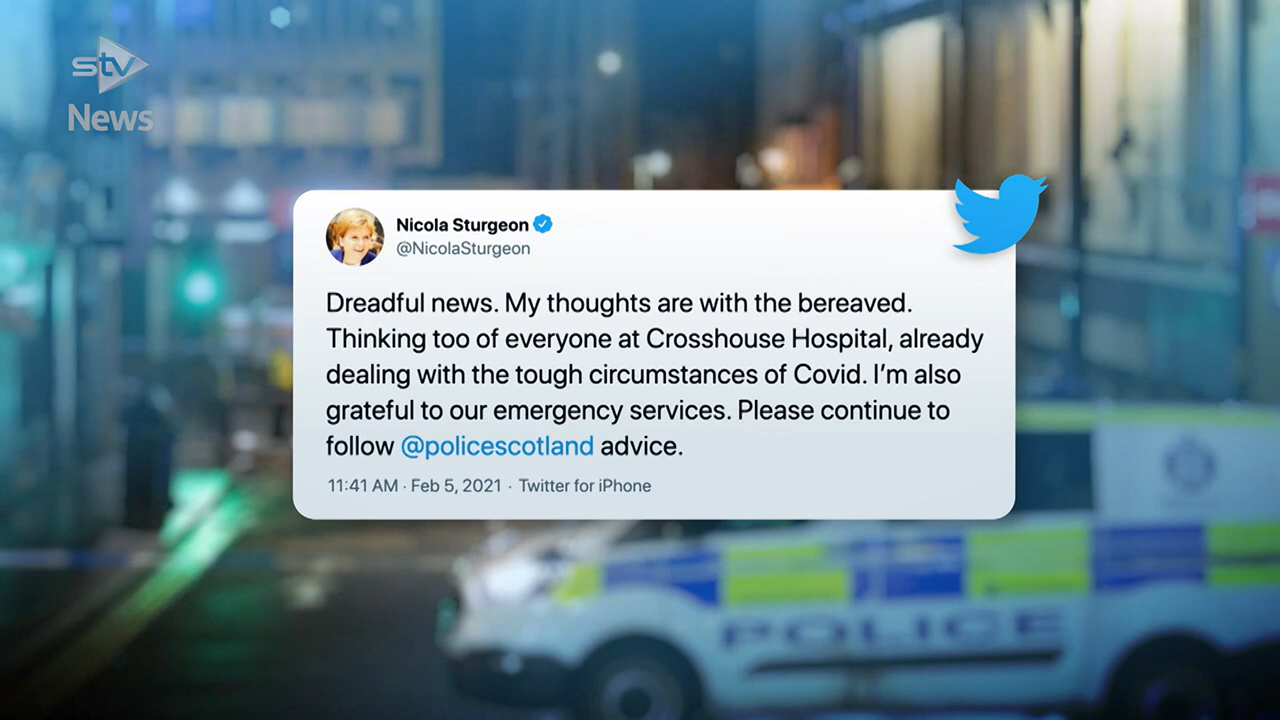 stv
News
Nicola Sturgeon
@NicolaSturgeon
Dreadful news. My thoughts are with the bereaved.
Thinking too of everyone at Crosshouse Hospital, already
dealing with the tough circumstances of Covid. I'm also
grateful to our emergency services. Please continue to
follow @policescotland advice.
11:41 AM · Feb 5, 2021 · Twitter for iPhone
POLICE